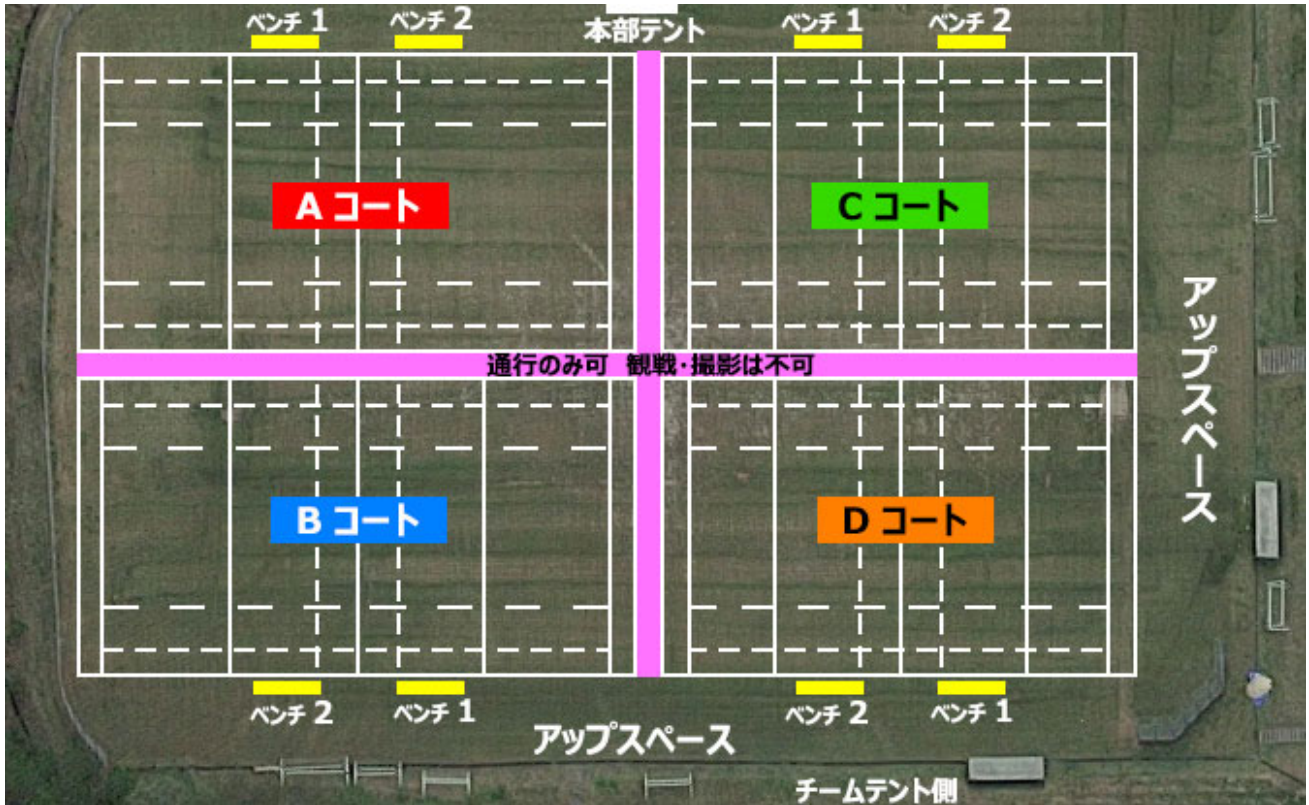 ベンチ 1
ベンチ 2
本部テント
ベンチ 1
ベンチ 2
A コート
C コート
アップスペース
通行のみ可 観戦・撮影は不可
B コート
D コート
ベンチ 2
ベンチ 1
ベンチ 2
ベンチ 1
アップスペース
チームテント側